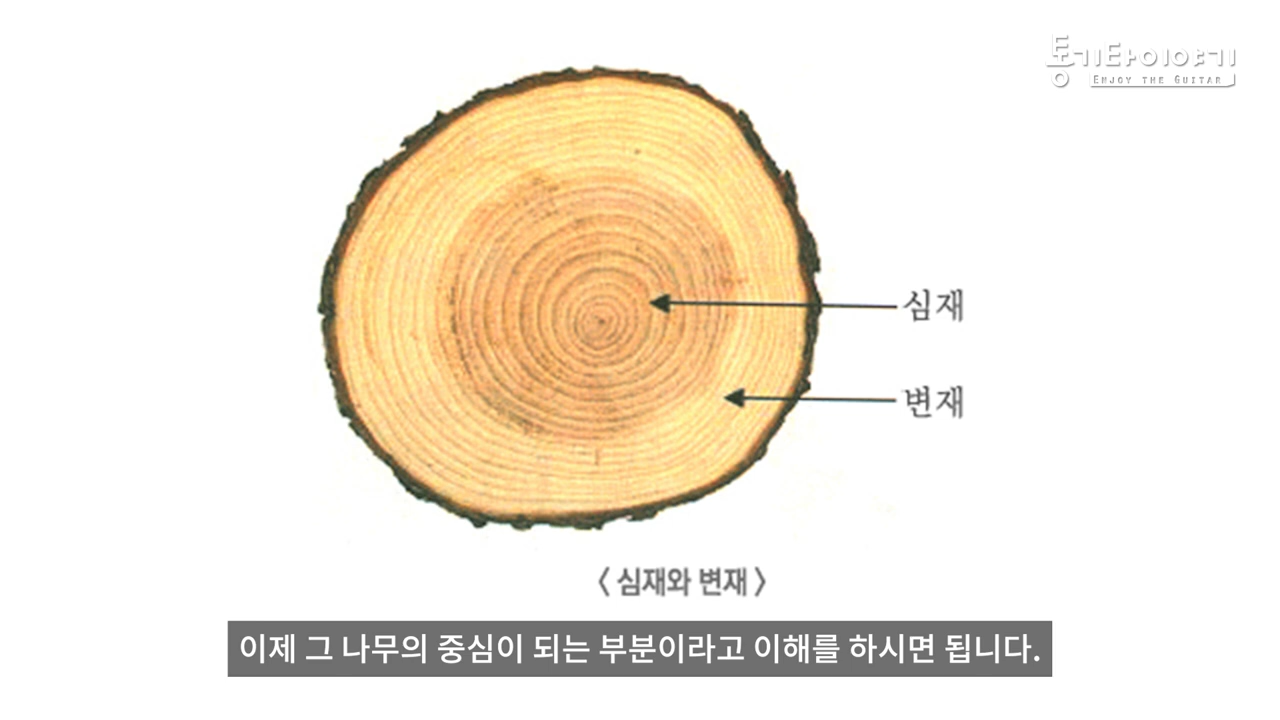 통기타이야기
ENJOY THE GUITAR
심재
변재
〈 심재와 변재 〉
이제 그 나무의 중심이 되는 부분이라고 이해를 하시면 됩니다.